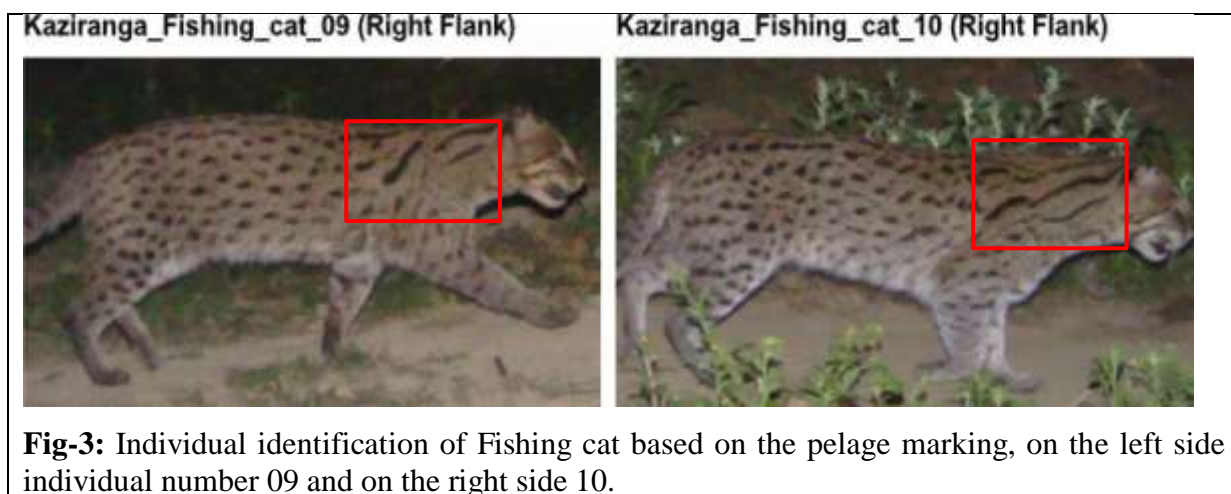 Kaziranga_Fishing_cat_09 (Right Flank)
Kaziranga_Fishing_cat_10 (Right Flank)
Fig-3: Individual identification of Fishing cat based on the pelage marking, on the left side
individual number 09 and on the right side 10.